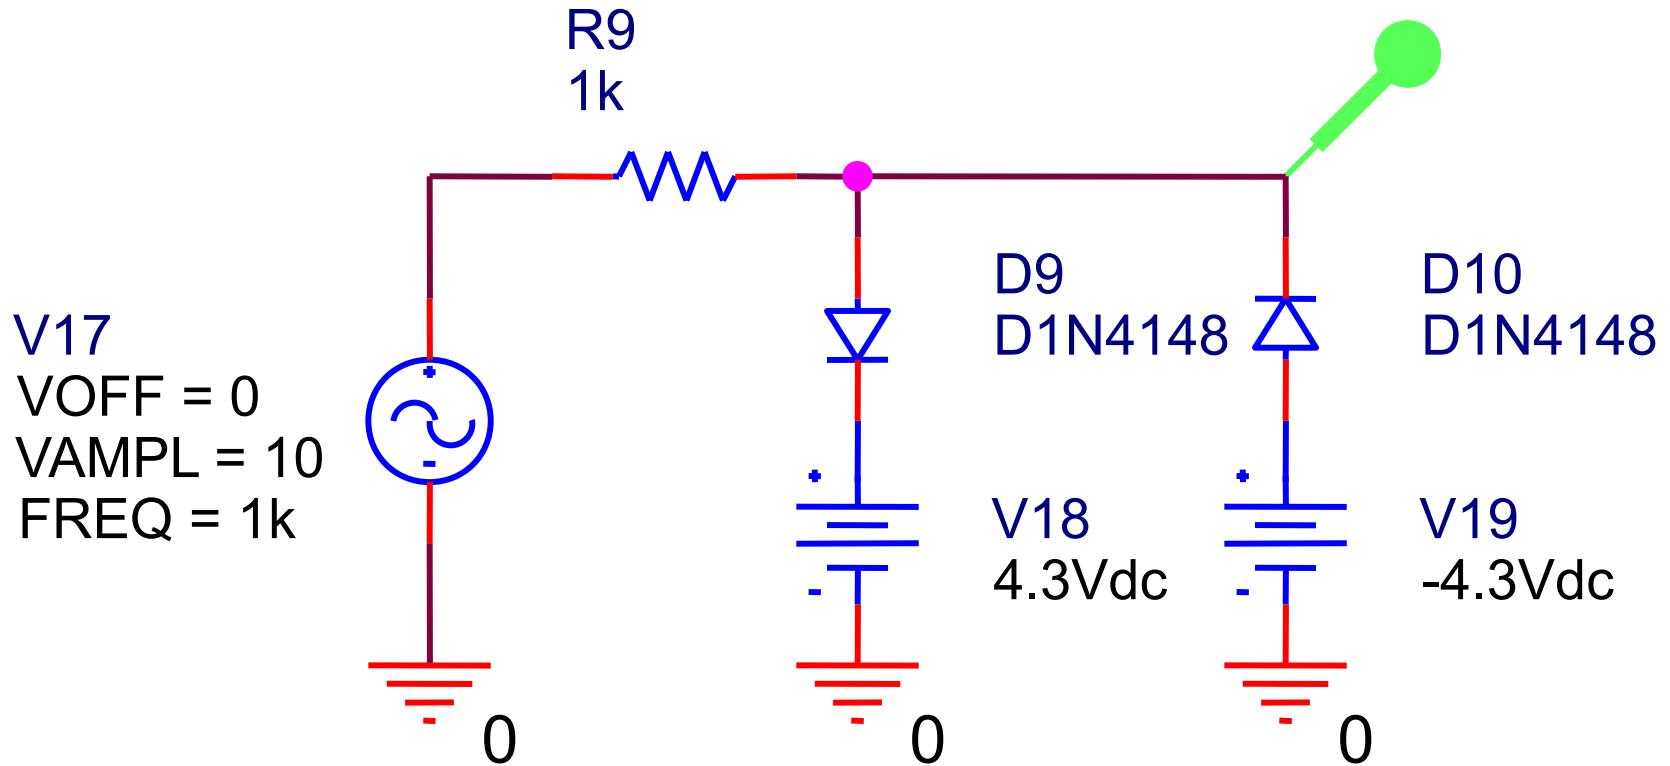 R9
1k
V17
VOFF = 0
VAMPL = 10
FREQ = 1k
D9
D1N4148
D10
D1N4148
+
-
+
-
V18
4.3Vdc
+
-
V19
-4.3Vdc
0
0
0